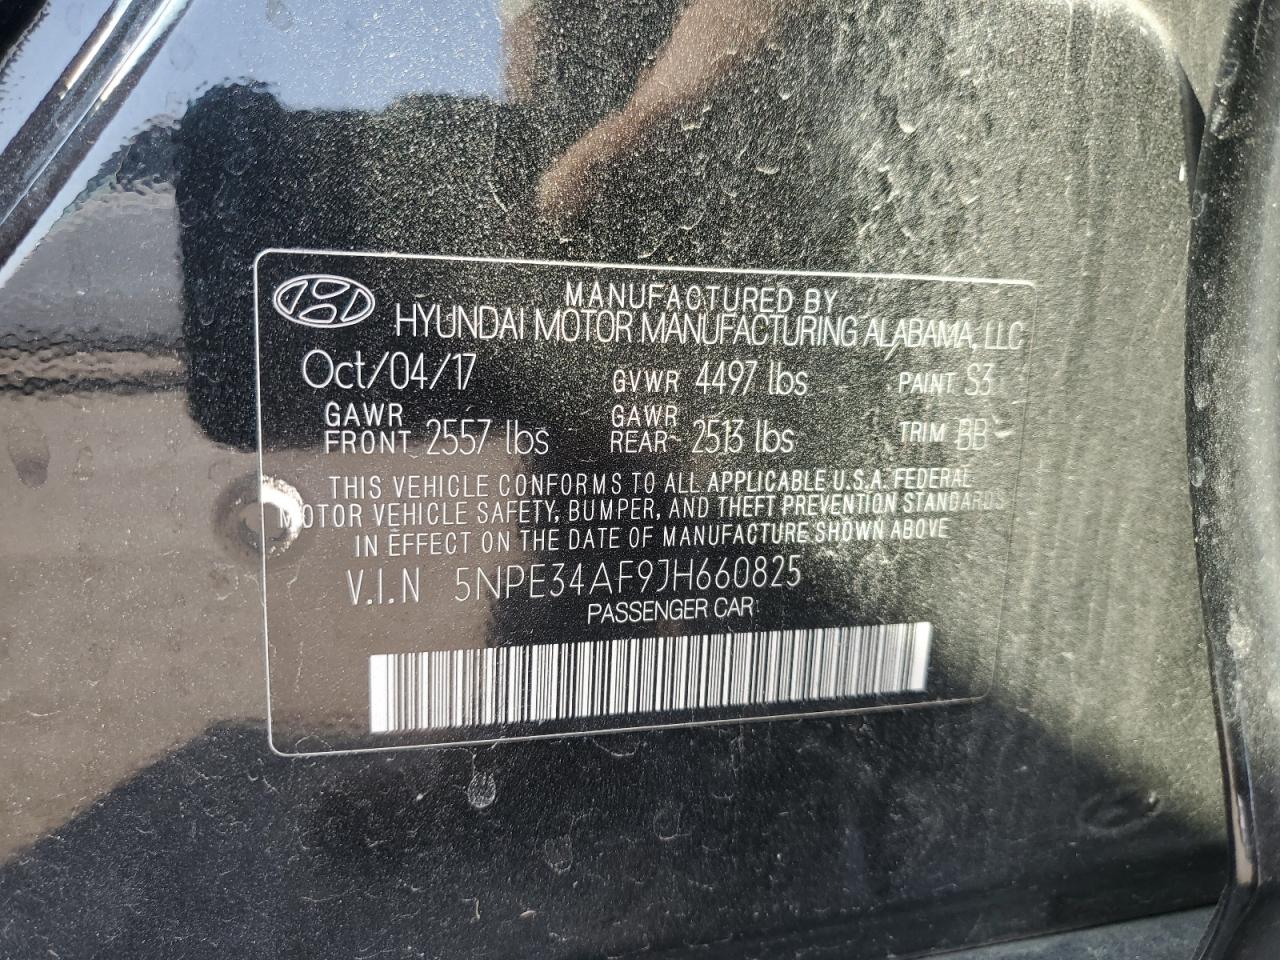 MANUFACTURED BY
HYUNDAI MOTOR MANUFACTURING ALABAMA, LLC
Oct/04/17 GVWR 4497 lbs PAINT S3
GAWR FRONT 2557 lbs GAWR REAR 2513 lbs TRIM BB
THIS VEHICLE CONFORMS TO ALL APPLICABLE U.S.A. FEDERAL
MOTOR VEHICLE SAFETY, BUMPER, AND THEFT PREVENTION STANDARDS
IN EFFECT ON THE DATE OF MANUFACTURE SHOWN ABOVE
V.I.N 5NPE34AF9JH660825
PASSENGER CAR